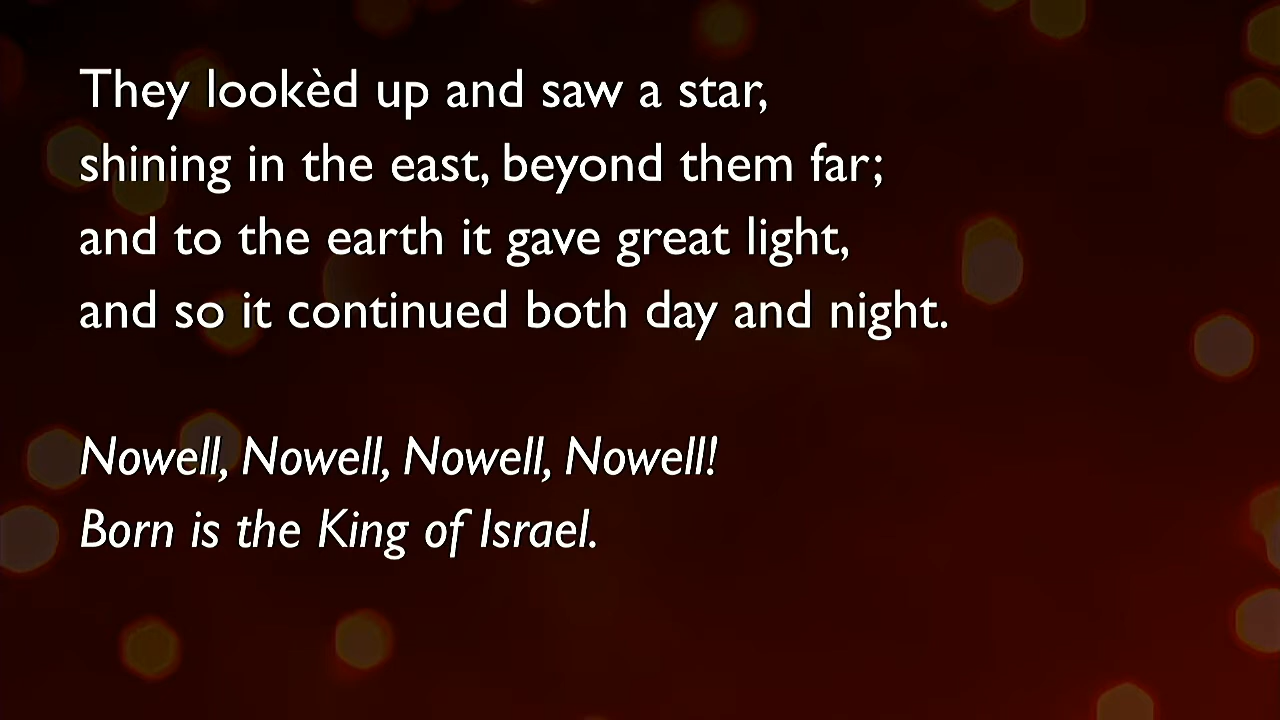 They lookèd up and saw a star,
shining in the east, beyond them far;
and to the earth it gave great light,
and so it continued both day and night.
Nowell, Nowell, Nowell, Nowell!
Born is the King of Israel.